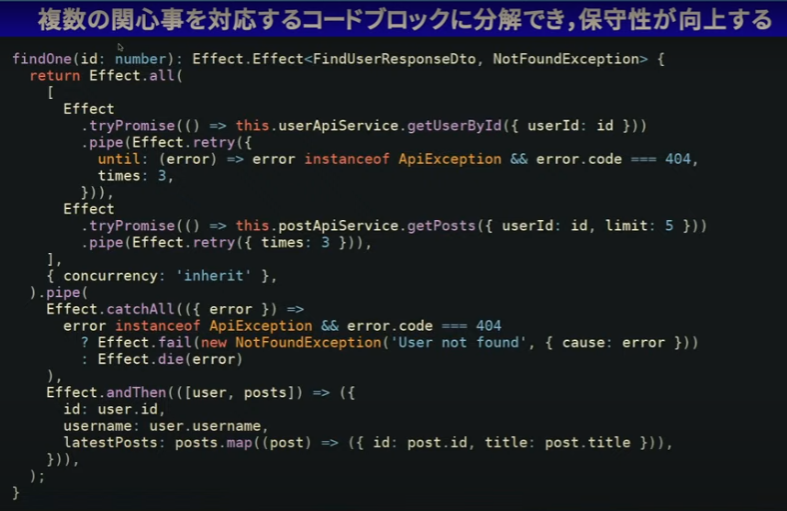 複数の関心事を対応するコードブロックに分解でき,保守性が向上する
findOne(id: number): Effect.Effect<FindUserResponseDto, NotFoundException> {
  return Effect.all(
    [
      Effect
        .tryPromise(() => this.userApiService.getUserById({ userId: id }))
        .pipe(Effect.retry({
          until: (error) => error instanceof ApiException && error.code === 404,
          times: 3,
        })),
      Effect
        .tryPromise(() => this.postApiService.getPosts({ userId: id, limit: 5 }))
        .pipe(Effect.retry({ times: 3 })),
    ],
    { concurrency: 'inherit' },
  ).pipe(
    Effect.catchAll(({ error }) =>
      error instanceof ApiException && error.code === 404
        ? Effect.fail(new NotFoundException('User not found', { cause: error }))
        : Effect.die(error)
    ),
    Effect.andThen(([user, posts]) => ({
      id: user.id,
      username: user.username,
      latestPosts: posts.map((post) => ({ id: post.id, title: post.title })),
    })),
  );
}